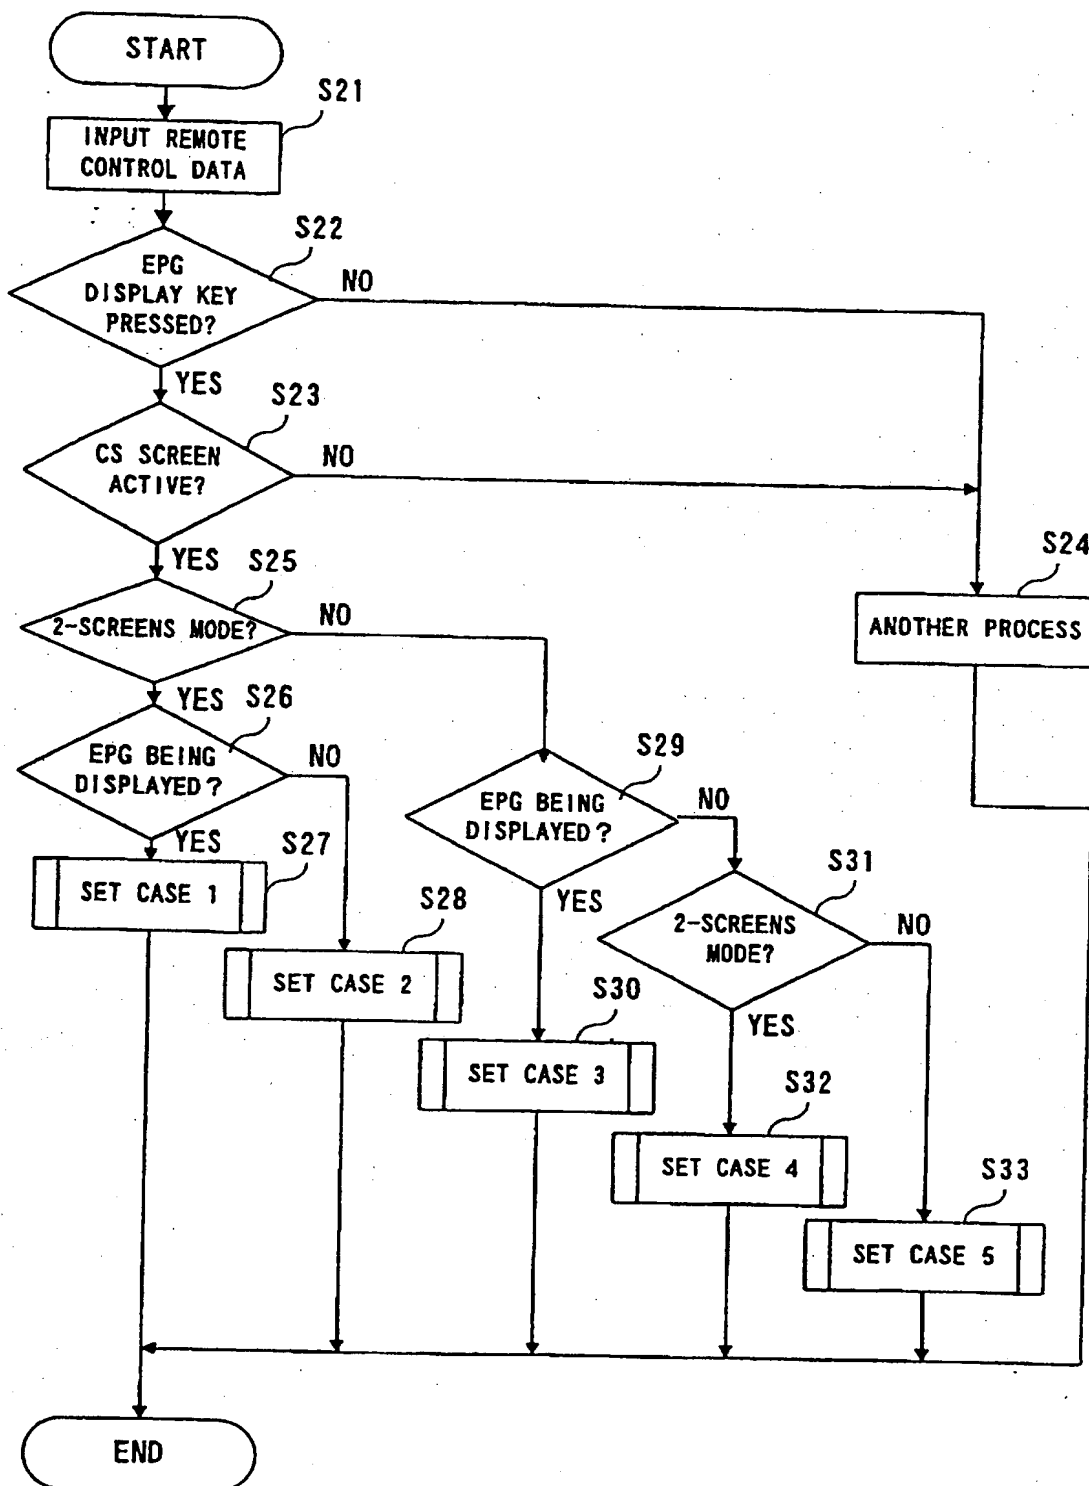 START
S21
INPUT REMOTE
CONTROL DATA
S22
EPG
DISPLAY KEY
PRESSED?
NO
YES
S23
CS SCREEN
ACTIVE?
NO
YES
S24
ANOTHER PROCESS
S25
2-SCREENS MODE?
NO
YES
S26
EPG BEING
DISPLAYED?
NO
YES
S27
SET CASE 1
S28
SET CASE 2
S29
EPG BEING
DISPLAYED?
NO
YES
S30
SET CASE 3
S31
2-SCREENS
MODE?
NO
YES
S32
SET CASE 4
S33
SET CASE 5
END